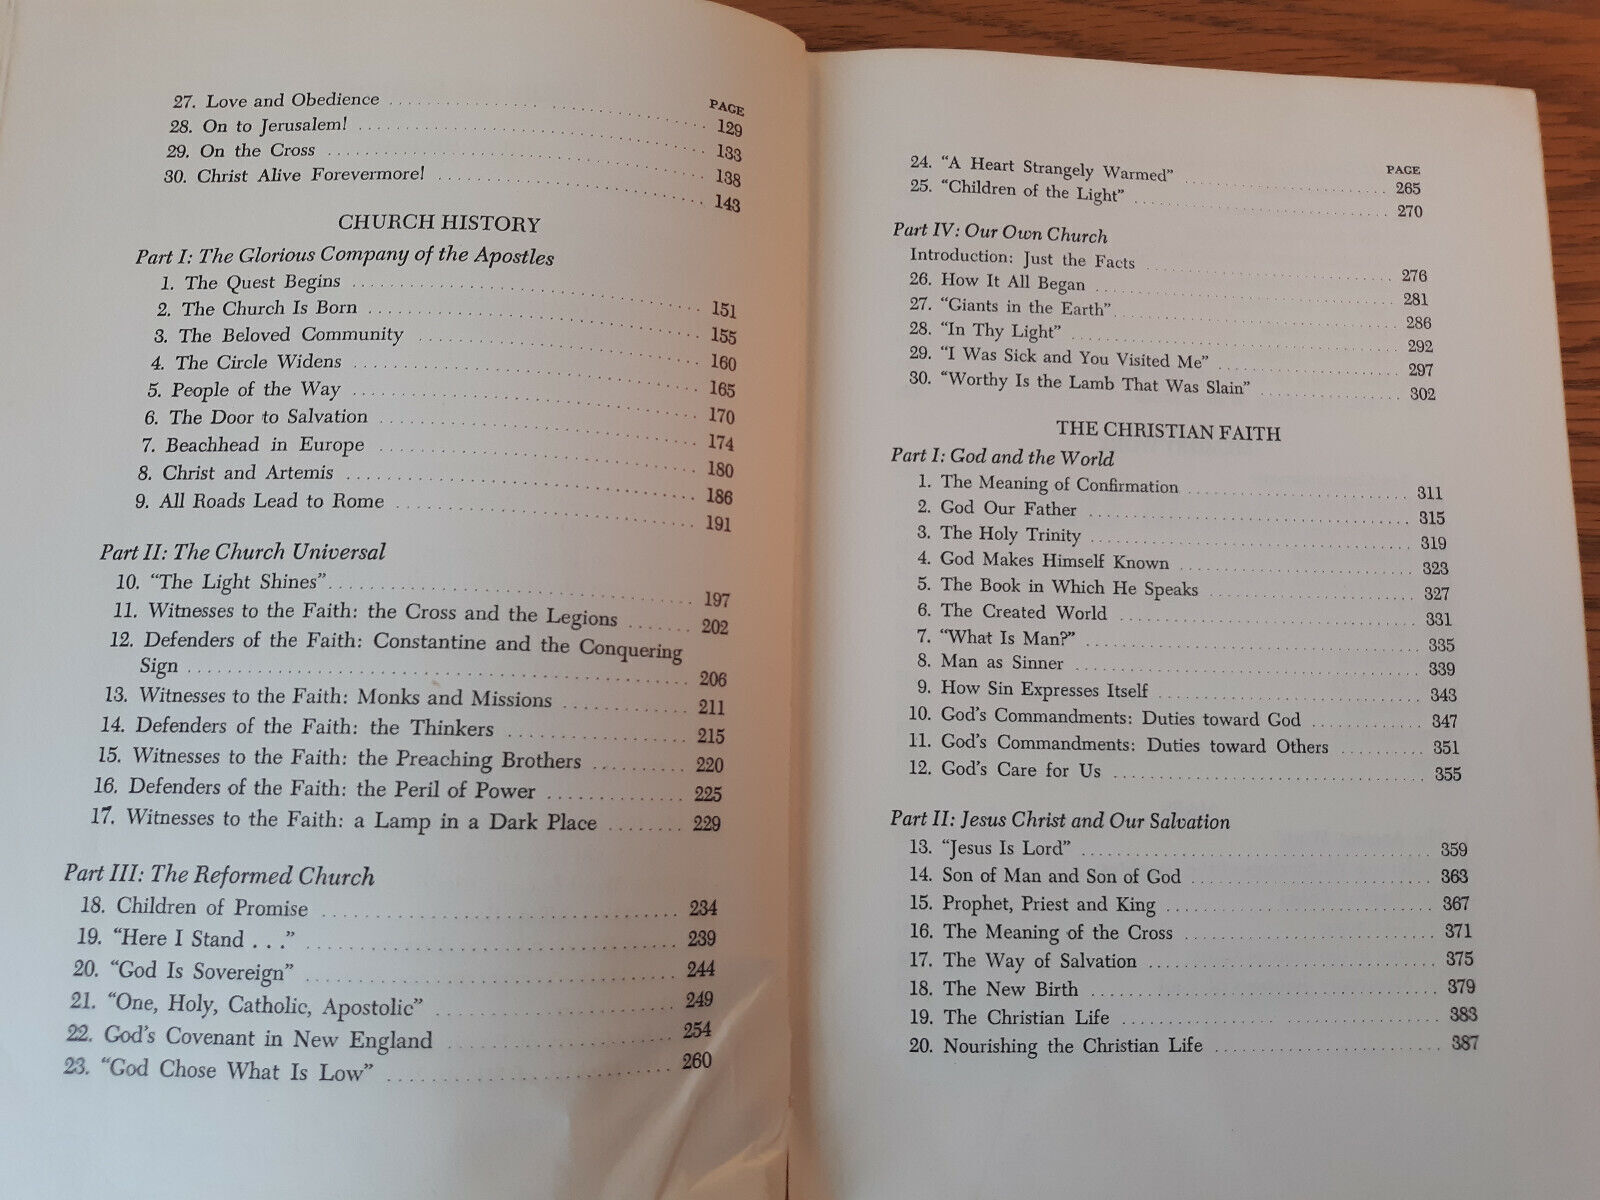 PAGE
27. Love and Obedience 129
28. On to Jerusalem! 133
29. On the Cross 138
30. Christ Alive Forevermore! 143
CHURCH HISTORY
Part I: The Glorious Company of the Apostles
1. The Quest Begins 151
2. The Church Is Born 155
3. The Beloved Community 160
4. The Circle Widens 165
5. People of the Way 170
6. The Door to Salvation 174
7. Beachhead in Europe 180
8. Christ and Artemis 186
9. All Roads Lead to Rome 191
Part II: The Church Universal
10. “The Light Shines” 197
11. Witnesses to the Faith: the Cross and the Legions 202
12. Defenders of the Faith: Constantine and the Conquering
Sign 206
13. Witnesses to the Faith: Monks and Missions 211
14. Defenders of the Faith: the Thinkers 215
15. Witnesses to the Faith: the Preaching Brothers 220
16. Defenders of the Faith: the Peril of Power 225
17. Witnesses to the Faith: a Lamp in a Dark Place 229
Part III: The Reformed Church
18. Children of Promise 234
19. “Here I Stand . . .” 239
20. “God Is Sovereign” 244
21. “One, Holy, Catholic, Apostolic” 249
22. God’s Covenant in New England 254
23. “God Chose What Is Low” 260
PAGE
24. “A Heart Strangely Warmed” 265
25. “Children of the Light” 270
Part IV: Our Own Church
Introduction: Just the Facts 276
26. How It All Began 281
27. “Giants in the Earth” 286
28. “In Thy Light” 292
29. “I Was Sick and You Visited Me” 297
30. “Worthy Is the Lamb That Was Slain” 302
THE CHRISTIAN FAITH
Part I: God and the World
1. The Meaning of Confirmation 311
2. God Our Father 315
3. The Holy Trinity 319
4. God Makes Himself Known 323
5. The Book in Which He Speaks 327
6. The Created World 331
7. “What Is Man?” 335
8. Man as Sinner 339
9. How Sin Expresses Itself 343
10. God’s Commandments: Duties toward God 347
11. God’s Commandments: Duties toward Others 351
12. God’s Care for Us 355
Part II: Jesus Christ and Our Salvation
13. “Jesus Is Lord” 359
14. Son of Man and Son of God 363
15. Prophet, Priest and King 367
16. The Meaning of the Cross 371
17. The Way of Salvation 375
18. The New Birth 379
19. The Christian Life 383
20. Nourishing the Christian Life 387